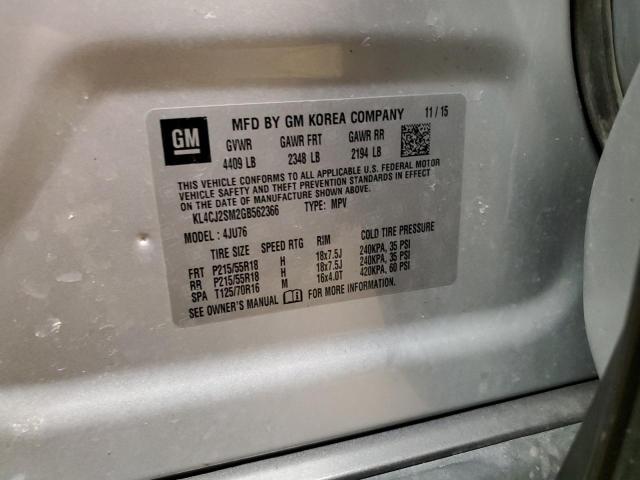 GM
MFD BY GM KOREA COMPANY 11 / 15
GVWR GAWR FRT GAWR RR
4409 LB 2348 LB 2194 LB
THIS VEHICLE CONFORMS TO ALL APPLICABLE U.S. FEDERAL MOTOR
VEHICLE SAFETY AND THEFT PREVENTION STANDARDS IN EFFECT
ON THE DATE OF MANUFACTURE SHOWN ABOVE.
KL4CJ2SM2GB562366 TYPE: MPV
MODEL : 4JU76
TIRE SIZE SPEED RTG RIM COLD TIRE PRESSURE
FRT P215/55R18 H 18x7.5J 240KPA, 35 PSI
RR P215/55R18 H 18x7.5J 240KPA, 35 PSI
SPA T125/70R16 M 16x4.0T 420KPA, 60 PSI
SEE OWNER'S MANUAL FOR MORE INFORMATION.